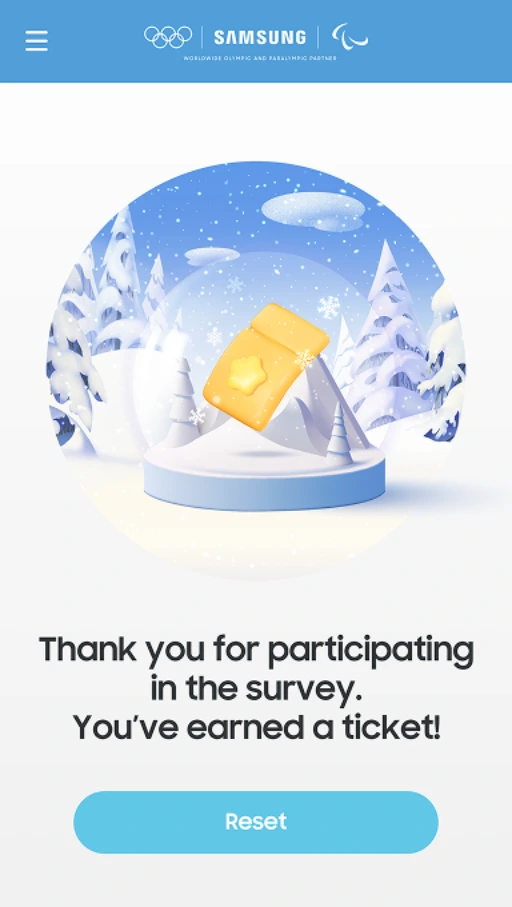 SAMSUNG
WORLDWIDE OLYMPIC AND PARALYMPIC PARTNER
Thank you for participating
in the survey.
You've earned a ticket!
Reset